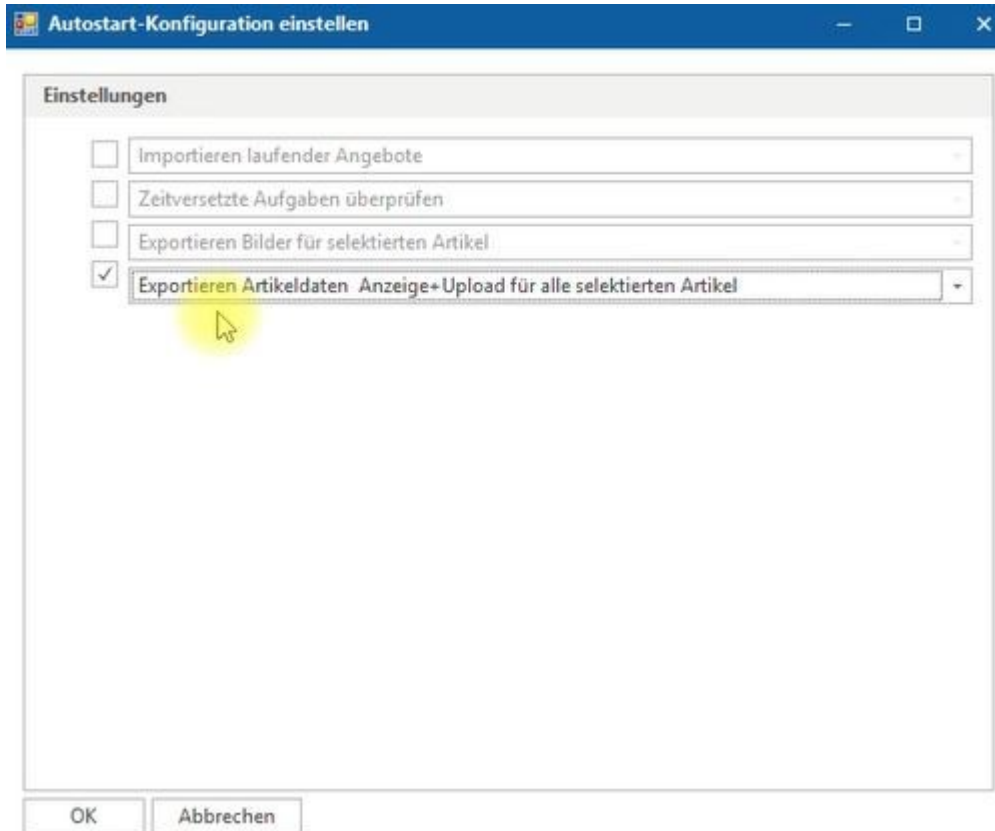 Autostart-Konfiguration einstellen
Einstellungen
Importieren laufender Angebote
Zeitversetzte Aufgaben überprüfen
Exportieren Bilder für selektierten Artikel
Exportieren Artikeldaten Anzeige+Upload für alle selektierten Artikel
OK Abbrechen